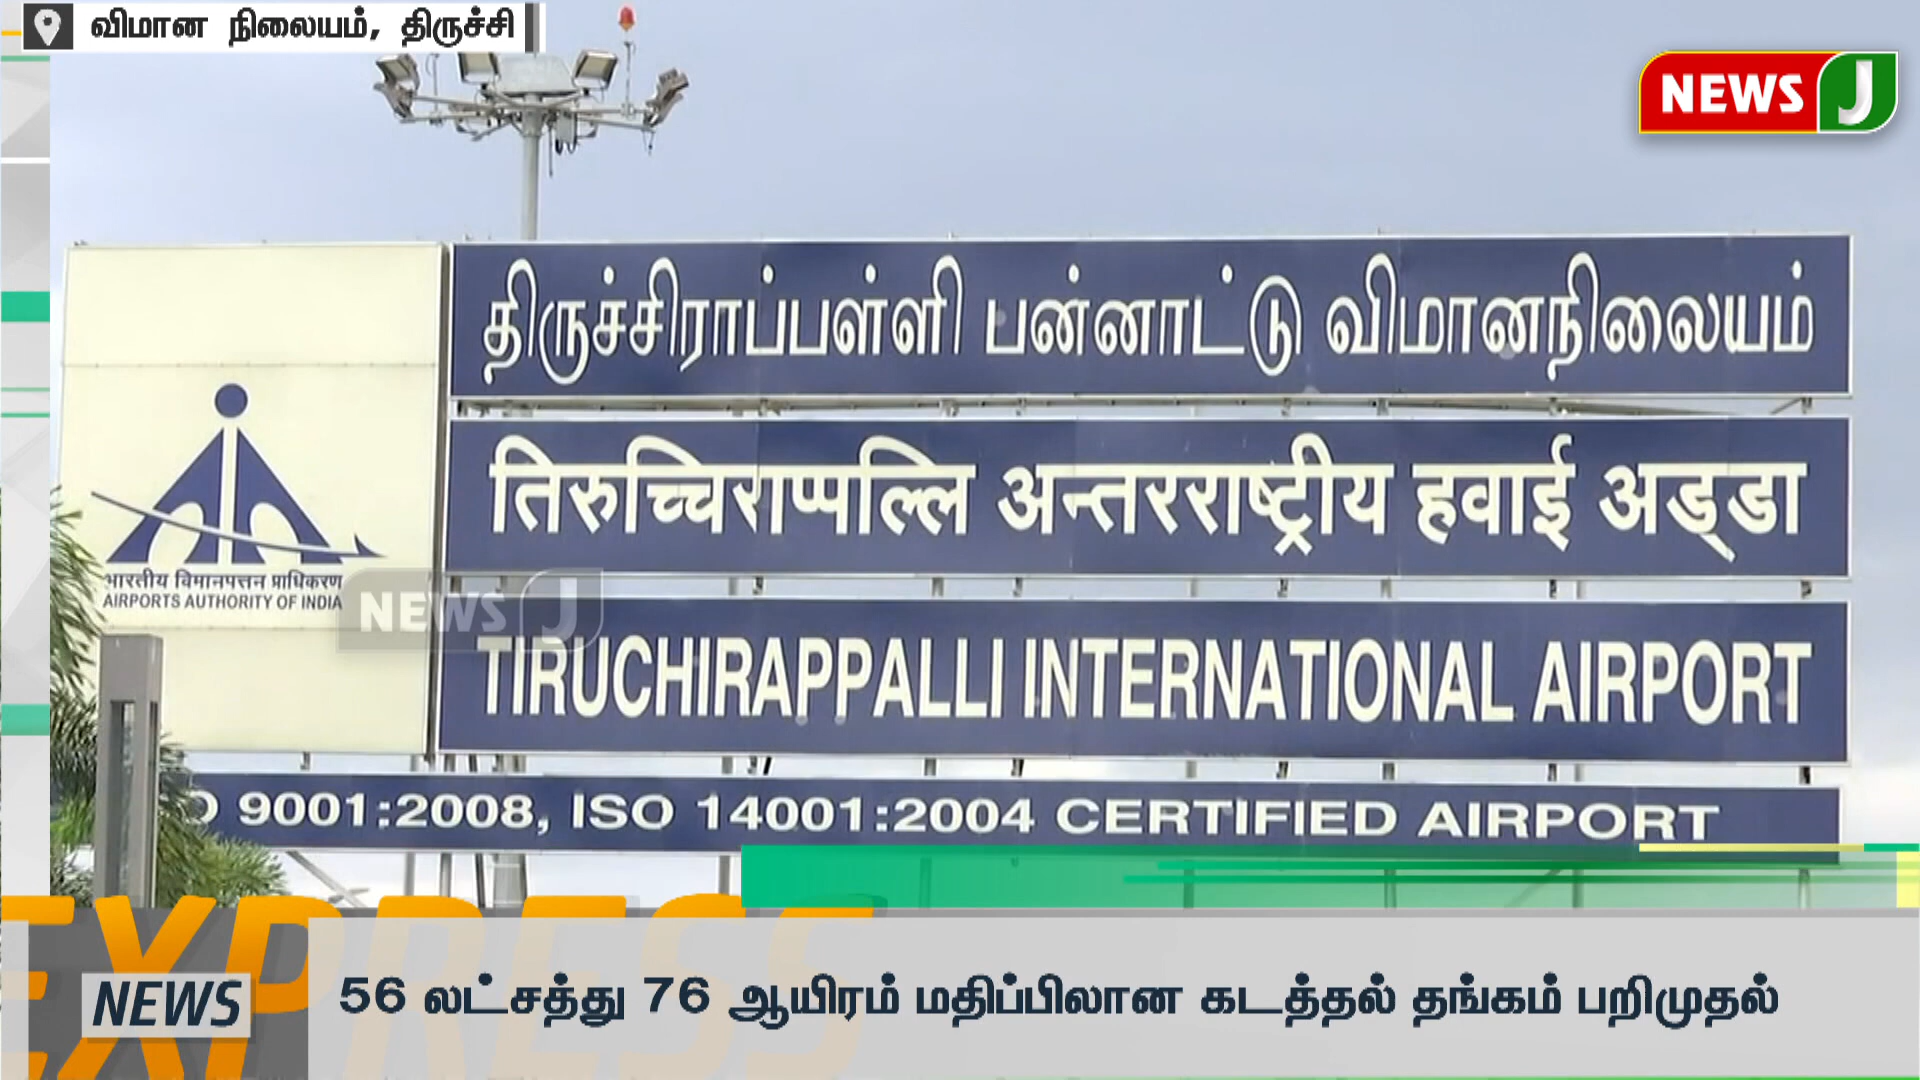 விமான நிலையம், திருச்சி
NEWS J
திருச்சிராப்பள்ளி பன்னாட்டு விமானநிலையம்
तिरुच्चिराप्पल्लि अन्तरराष्ट्रीय हवाई अड्डा
भारतीय विमानपत्तन प्राधिकरण
AIRPORTS AUTHORITY OF INDIA
NEWS J
TIRUCHIRAPPALLI INTERNATIONAL AIRPORT
O 9001:2008, ISO 14001:2004 CERTIFIED AIRPORT
EXPRESS
NEWS
56 லட்சத்து 76 ஆயிரம் மதிப்பிலான கடத்தல் தங்கம் பறிமுதல்